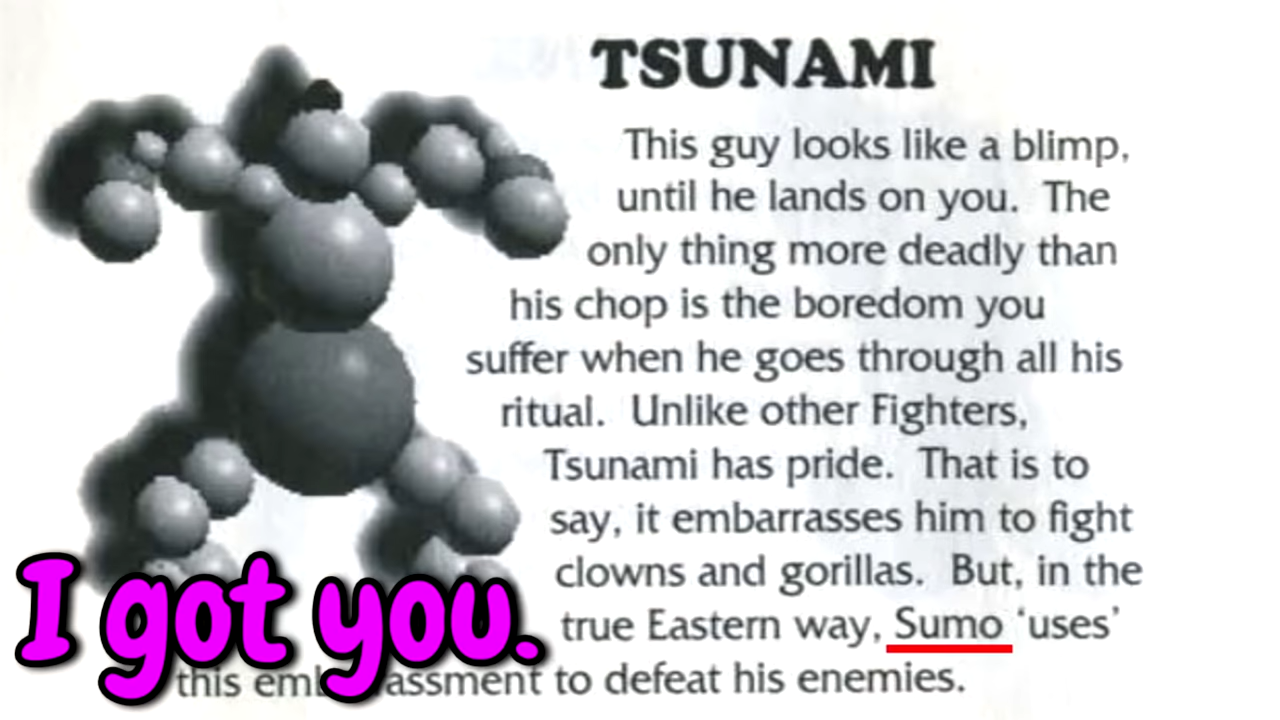 TSUNAMI
This guy looks like a blimp,
until he lands on you. The
only thing more deadly than
his chop is the boredom you
suffer when he goes through all his
ritual. Unlike other Fighters,
Tsunami has pride. That is to
say, it embarrasses him to fight
clowns and gorillas. But, in the
true Eastern way, Sumo ‘uses’
this embarrassment to defeat his enemies.
I got you.